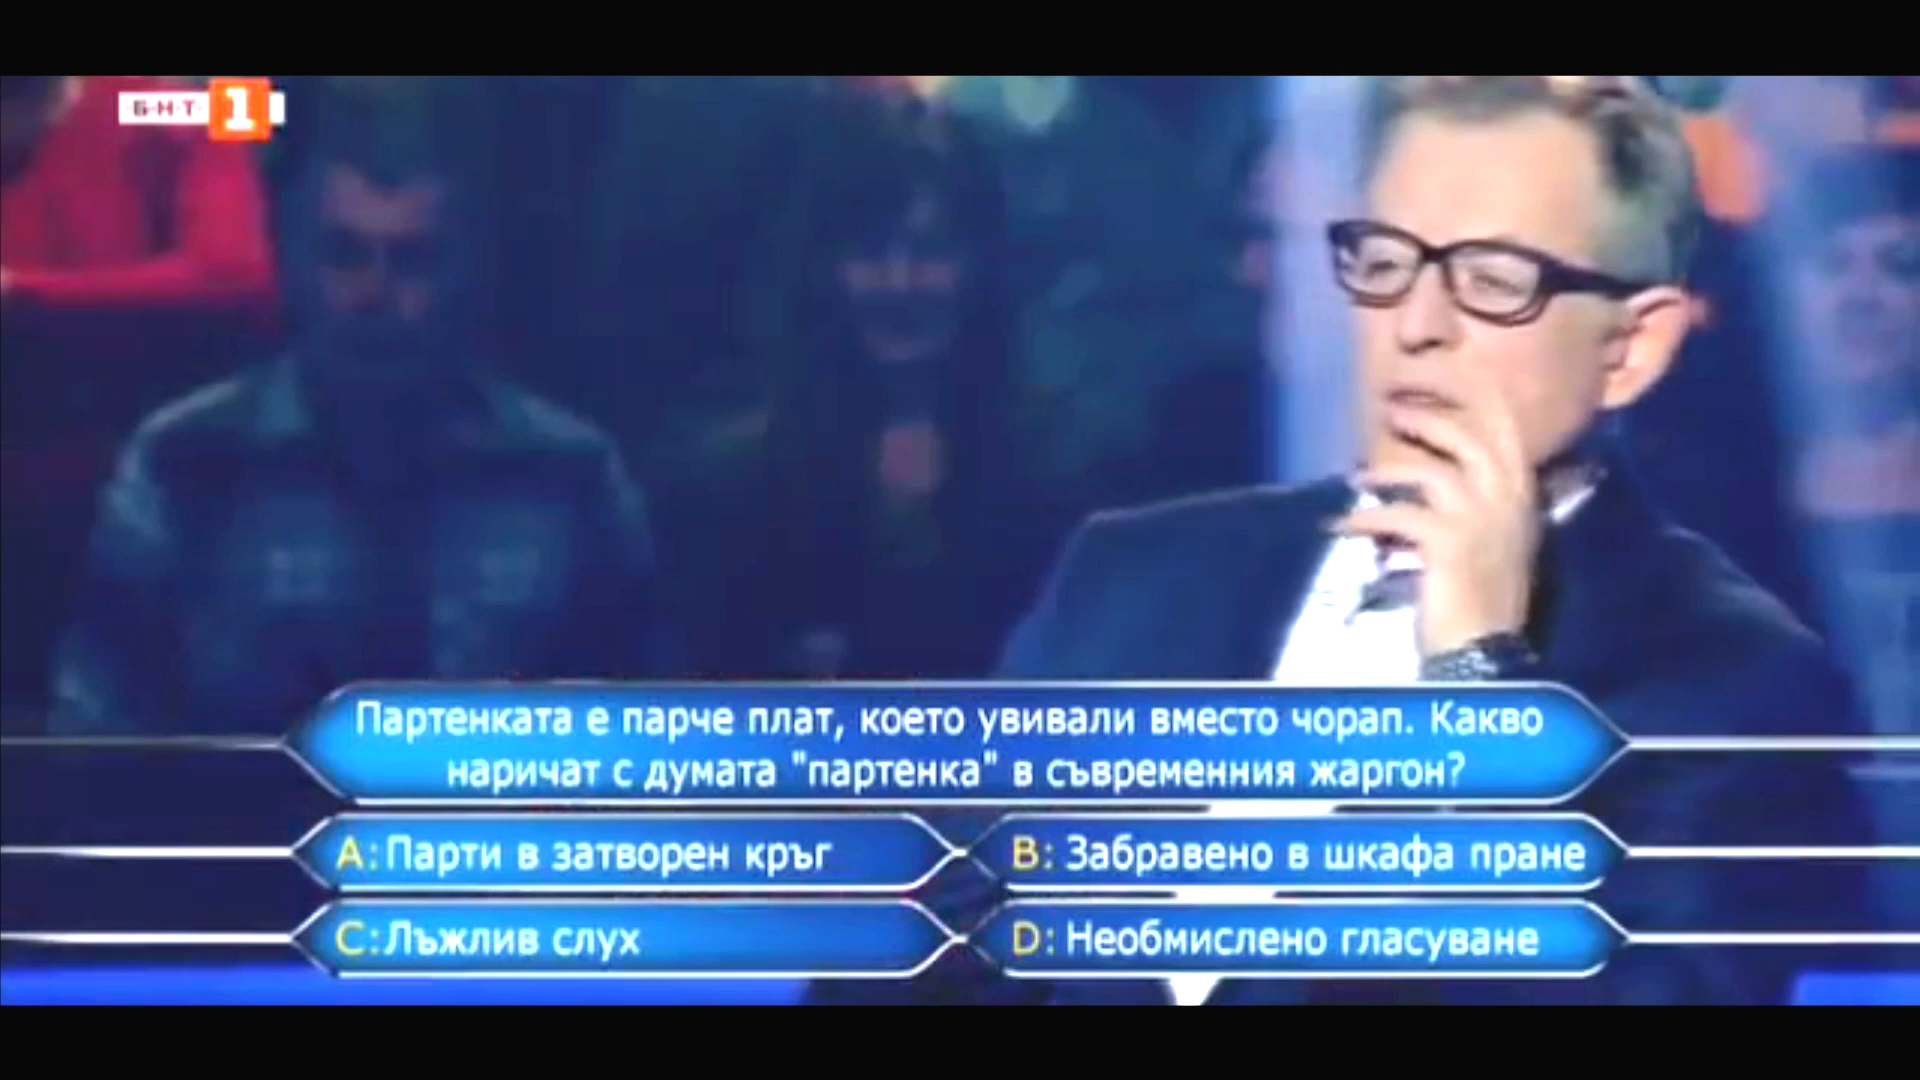 БНТ 1
Партенката е парче плат, което увивали вместо чорап. Какво
наричат с думата "партенка" в съвременния жаргон?
A: Парти в затворен кръг
B: Забравено в шкафа пране
C: Лъжлив слух
D: Необмислено гласуване